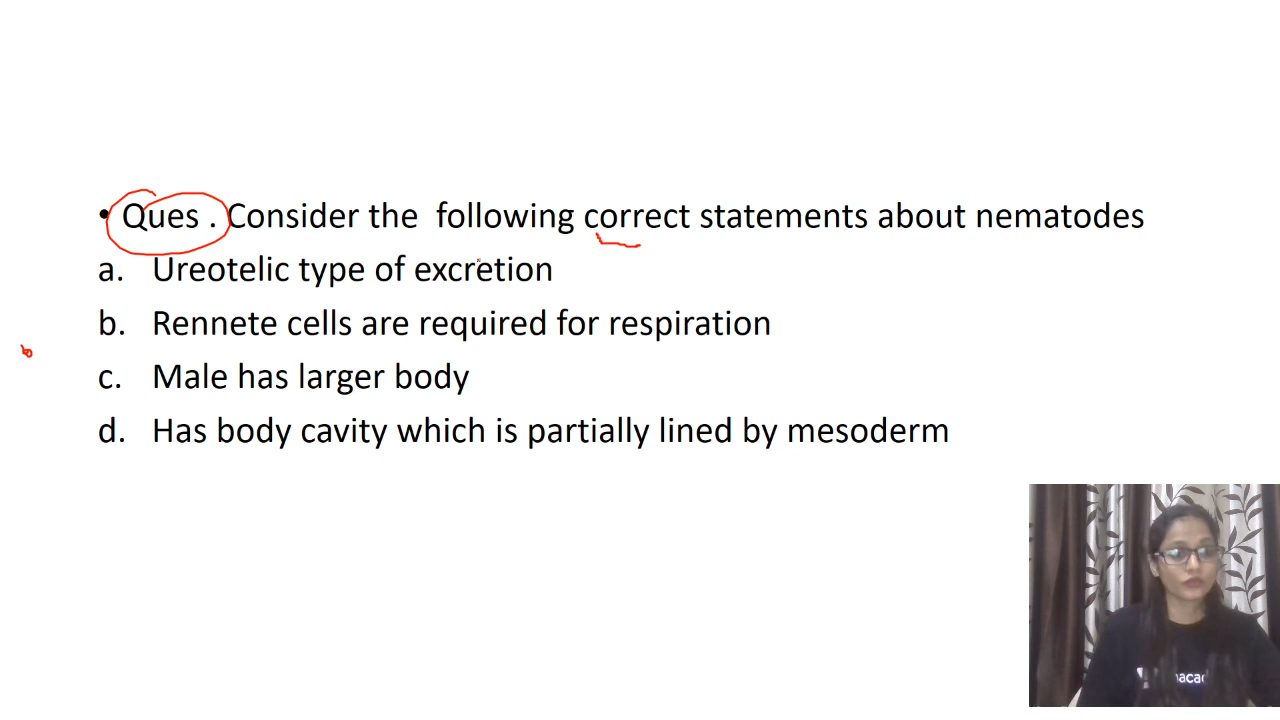 • Ques . Consider the following correct statements about nematodes
a. Ureotelic type of excretion
b. Rennete cells are required for respiration
c. Male has larger body
d. Has body cavity which is partially lined by mesoderm